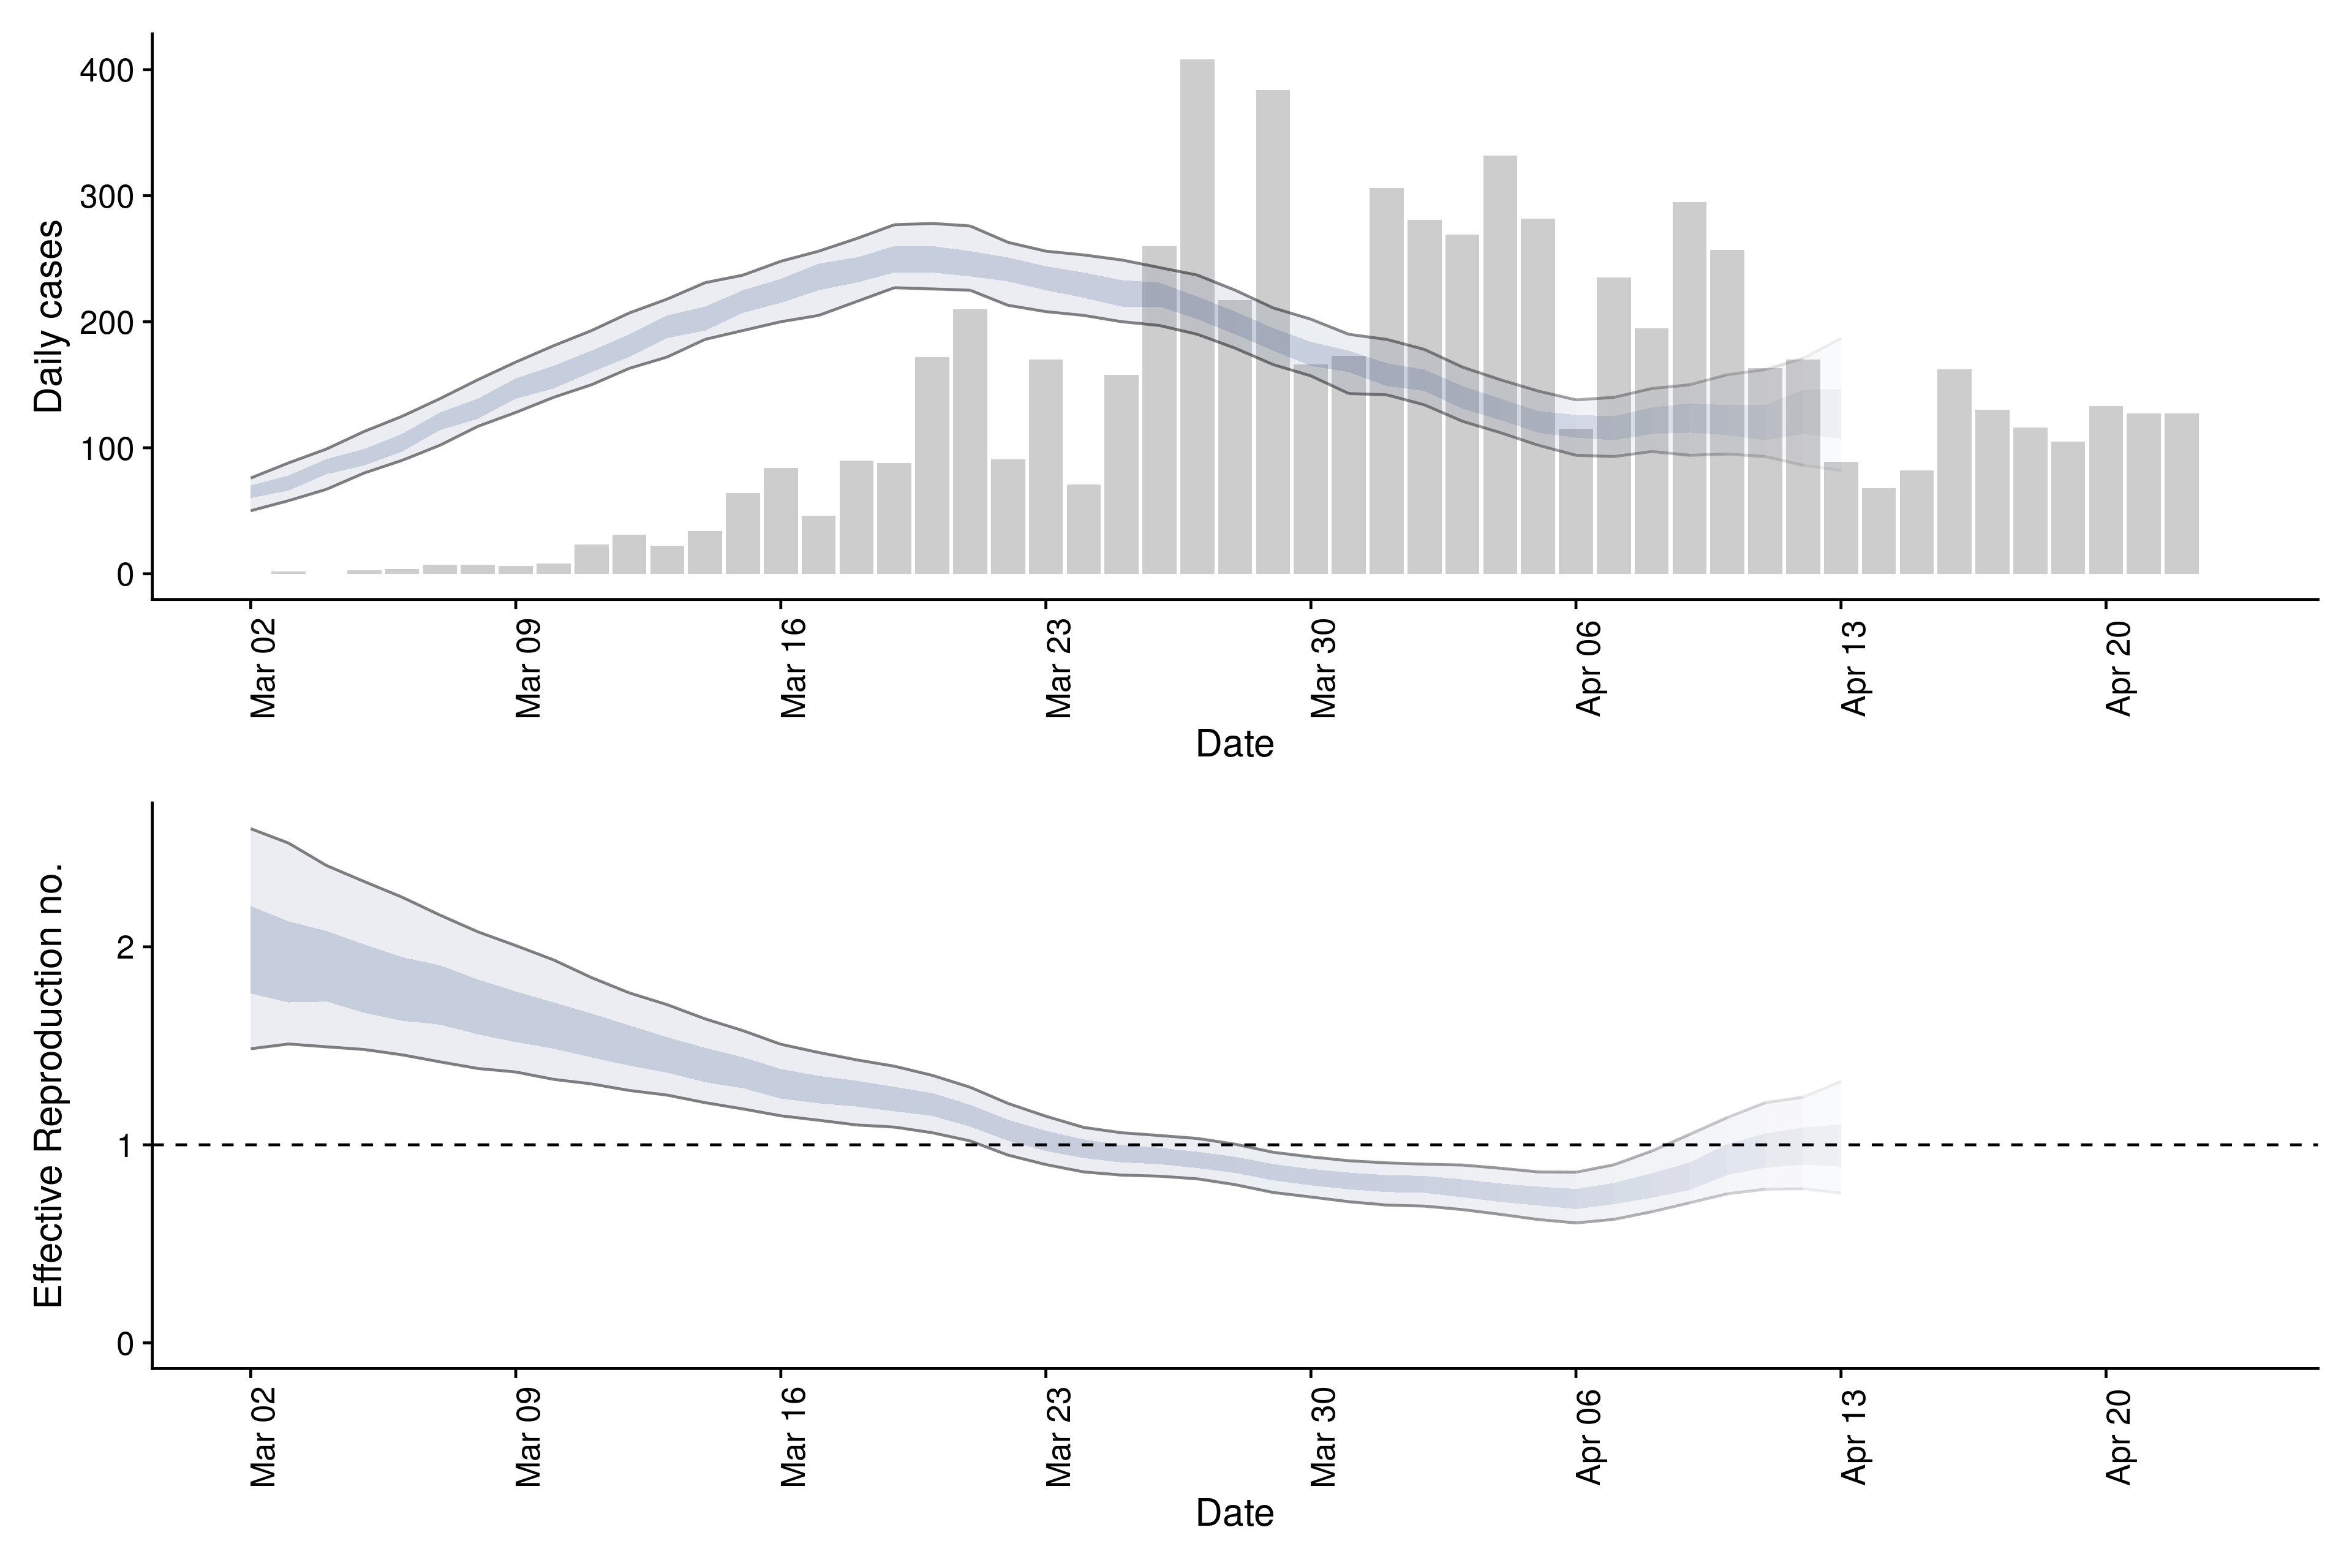 Daily cases
400
300
200
100
0
Mar 02
Mar 09
Mar 16
Mar 23
Mar 30
Apr 06
Apr 13
Apr 20
Date
Effective Reproduction no.
2
1
0
Mar 02
Mar 09
Mar 16
Mar 23
Mar 30
Apr 06
Apr 13
Apr 20
Date